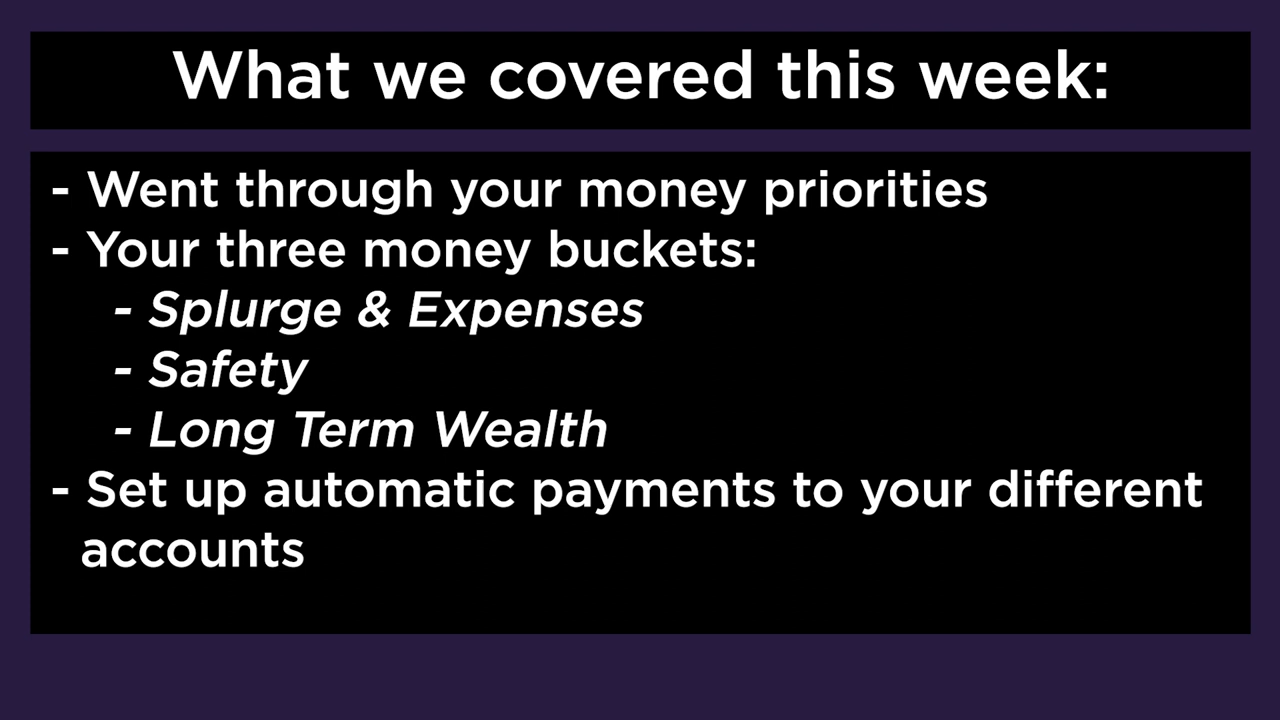 What we covered this week:
- Went through your money priorities
- Your three money buckets:
- Splurge & Expenses
- Safety
- Long Term Wealth
- Set up automatic payments to your different
accounts